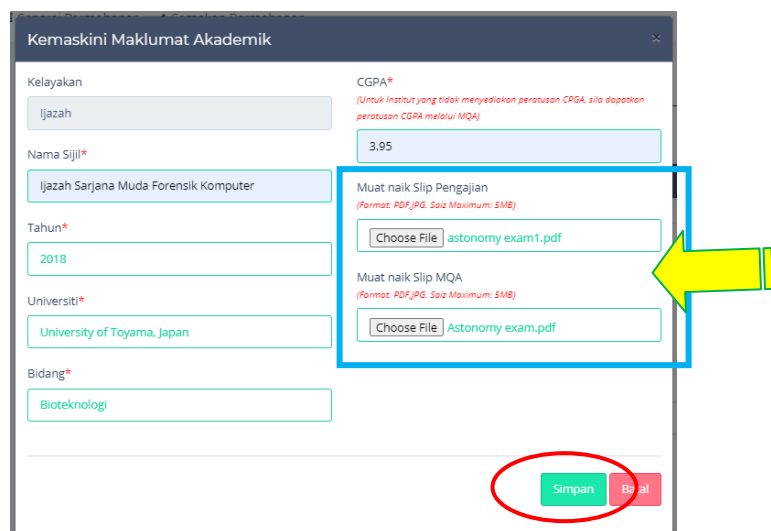 Kemaskini Maklumat Akademik
×
Kelayakan
Ijazah
Nama Sijil*
Ijazah Sarjana Muda Forensik Komputer
Tahun*
2018
Universiti*
University of Toyama, Japan
Bidang*
Bioteknologi
CGPA*
(Untuk Institut yang tidak menyediakan peratusan CPGA, sila dapatkan
peratusan CGPA melalui MQA)
3.95
Muat naik Slip Pengajian
(Format: PDF,JPG. Saiz Maximum: 5MB)
Choose File astonomy exam1.pdf
Muat naik Slip MQA
(Format: PDF,JPG. Saiz Maximum: 5MB)
Choose File Astonomy exam.pdf
Simpan
Batal